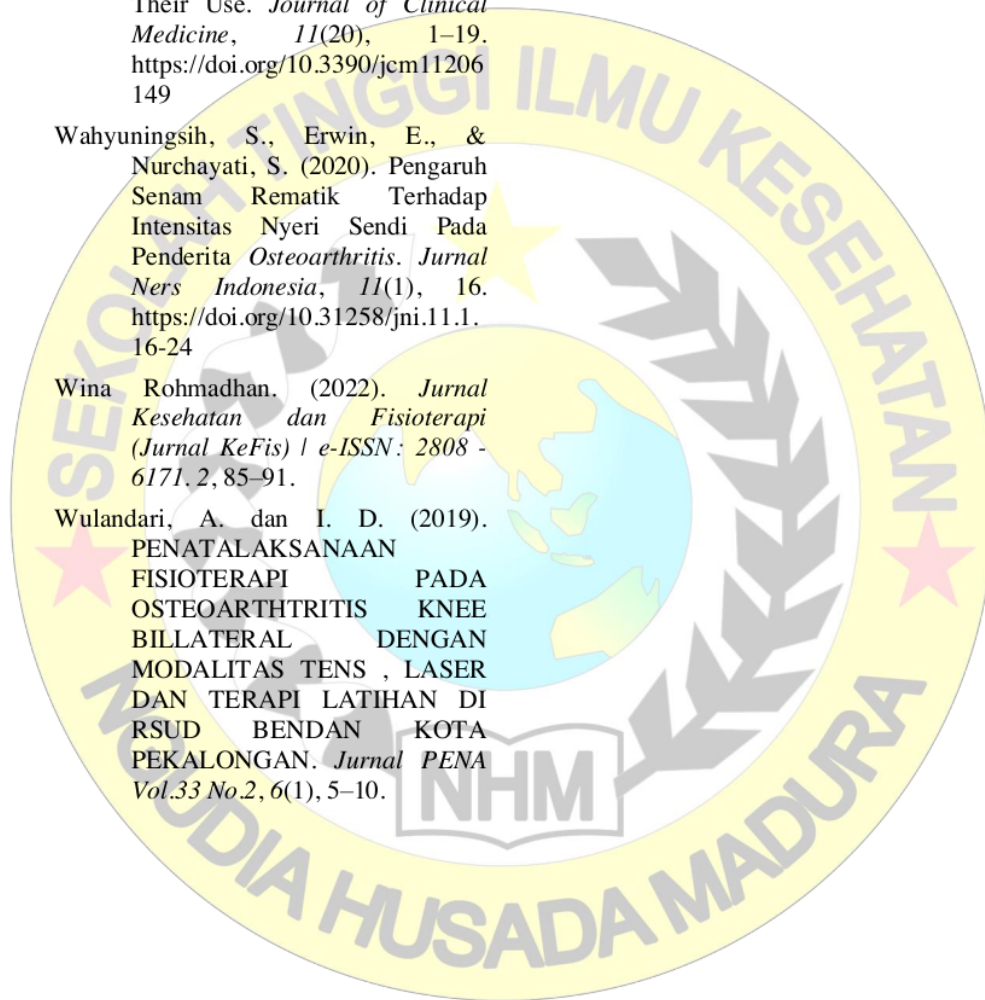 Their Use. Journal of Clinical
Medicine, 11(20), 1–19.
https://doi.org/10.3390/jcm11206
149
Wahyuningsih, S., Erwin, E., &
Nurchayati, S. (2020). Pengaruh
Senam Rematik Terhadap
Intensitas Nyeri Sendi Pada
Penderita Osteoarthritis. Jurnal
Ners Indonesia, 11(1), 16.
https://doi.org/10.31258/jni.11.1.
16-24
Wina Rohmadhan. (2022). Jurnal
Kesehatan dan Fisioterapi
(Jurnal KeFis) | e-ISSN : 2808 -
6171. 2, 85–91.
Wulandari, A. dan I. D. (2019).
PENATALAKSANAAN
FISIOTERAPI PADA
OSTEOARTHTRITIS KNEE
BILLATERAL DENGAN
MODALITAS TENS , LASER
DAN TERAPI LATIHAN DI
RSUD BENDAN KOTA
PEKALONGAN. Jurnal PENA
Vol.33 No.2, 6(1), 5–10.
SEKOLAH TINGGI ILMU KESEHATAN
NHM
NGUDIA HUSADA MADURA